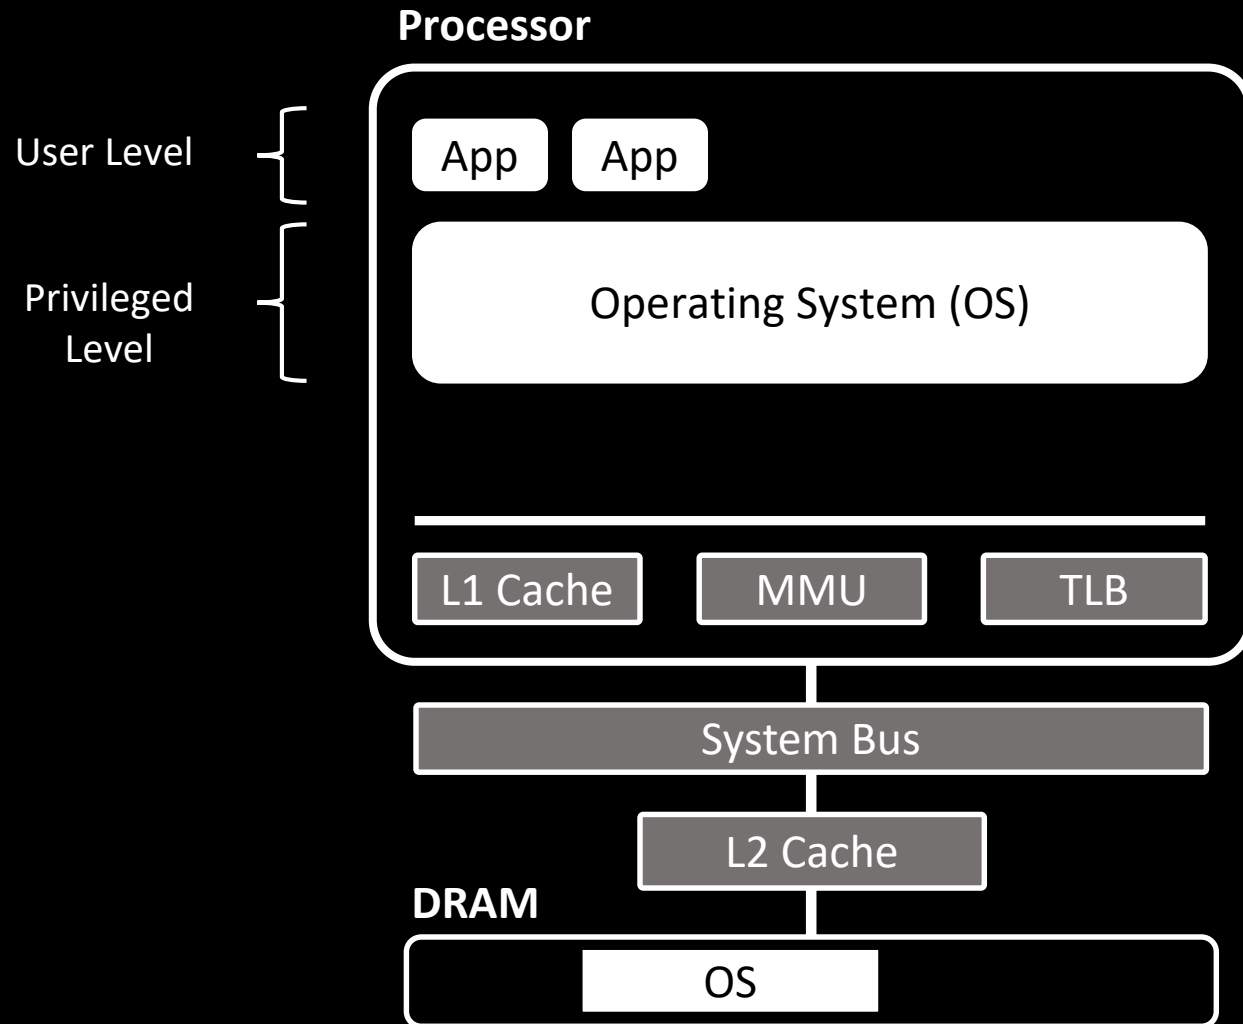 Processor
User Level
App
App
Privileged
Level
Operating System (OS)
L1 Cache
MMU
TLB
System Bus
L2 Cache
DRAM
OS